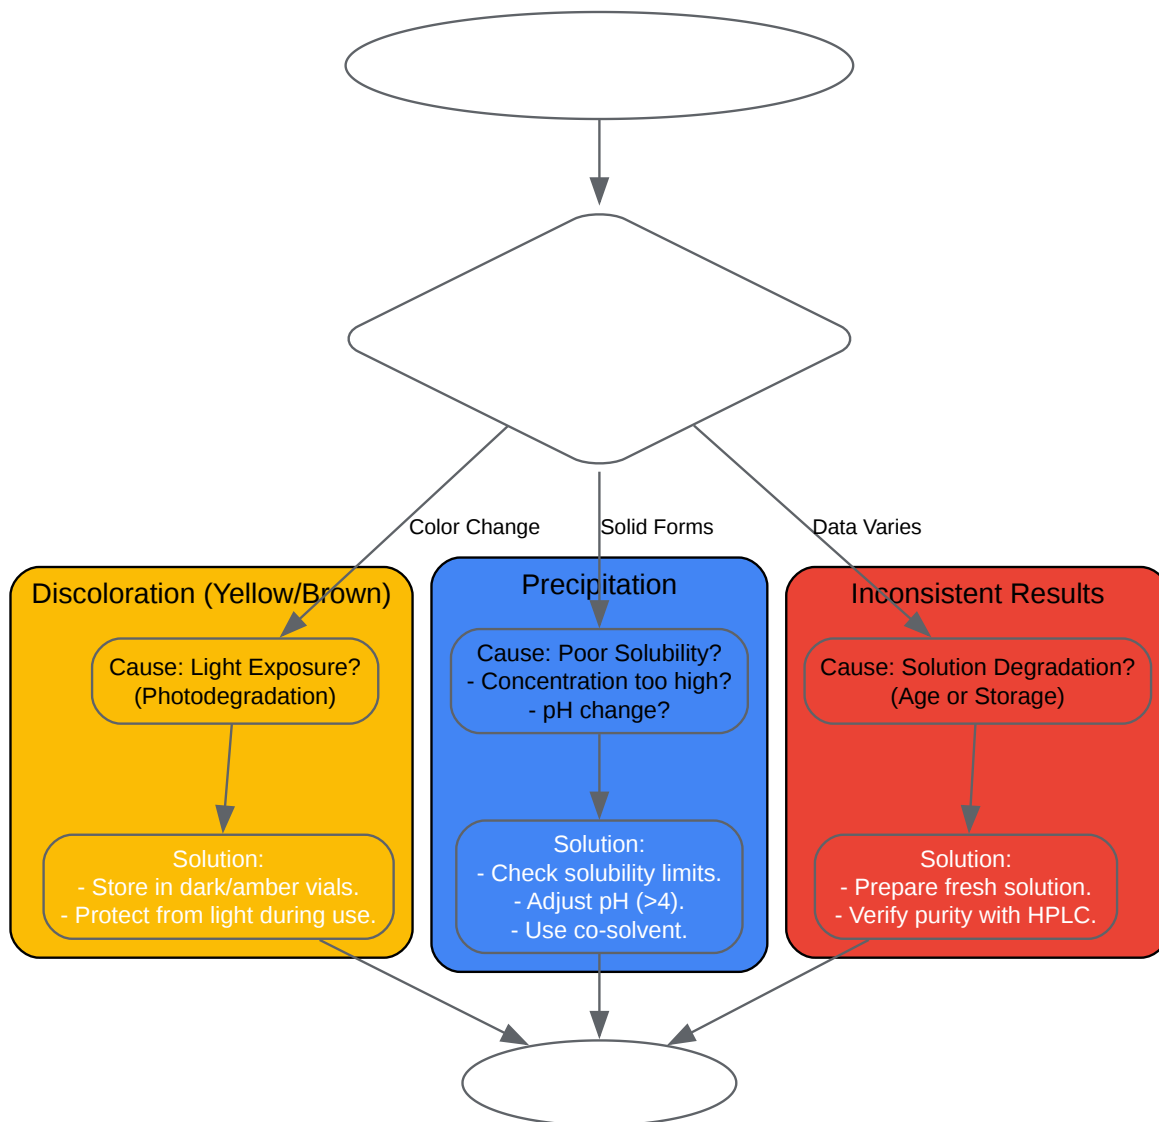 Color Change
Solid Forms
Data Varies
Discoloration (Yellow/Brown)
Cause: Light Exposure?
(Photodegradation)
Solution:
- Store in dark/amber vials.
- Protect from light during use.
Precipitation
Cause: Poor Solubility?
- Concentration too high?
- pH change?
Solution:
- Check solubility limits.
- Adjust pH (>4).
- Use co-solvent.
Inconsistent Results
Cause: Solution Degradation?
(Age or Storage)
Solution:
- Prepare fresh solution.
- Verify purity with HPLC.